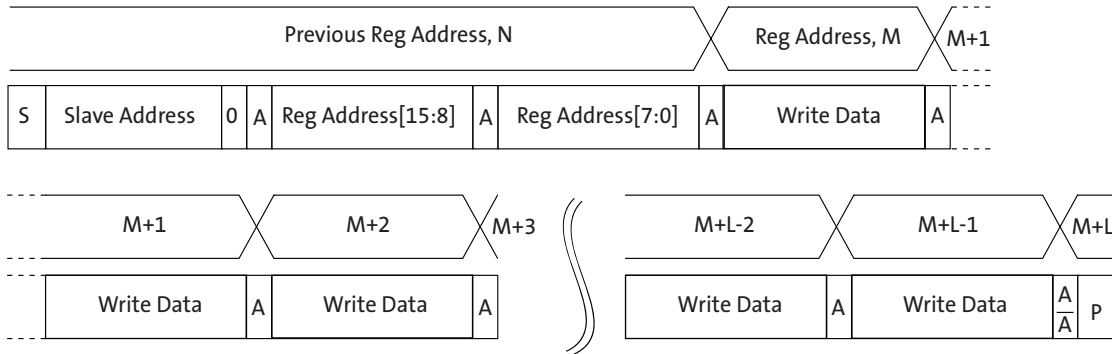 Previous Reg Address, N Reg Address, M M+1
S Slave Address 0 A Reg Address[15:8] A Reg Address[7:0] A Write Data A
M+1 M+2 M+3 M+L-2 M+L-1 M+L
Write Data A Write Data A Write Data A Write Data A P
A̅